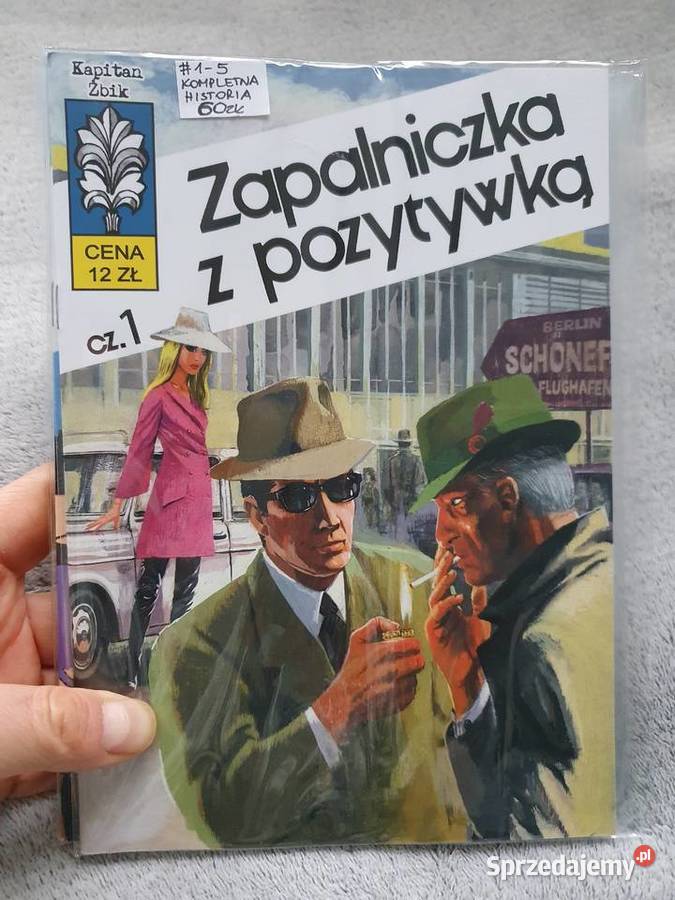 Kapitan
Żbik
#1-5
KOMPLETNA
HISTORIA
60zł
CENA
12 ZŁ
Zapalniczka
z pozytywką
cz.1
BERLIN
SCHÖNEF
FLUGHAFEN
Sprzedajemy.pl